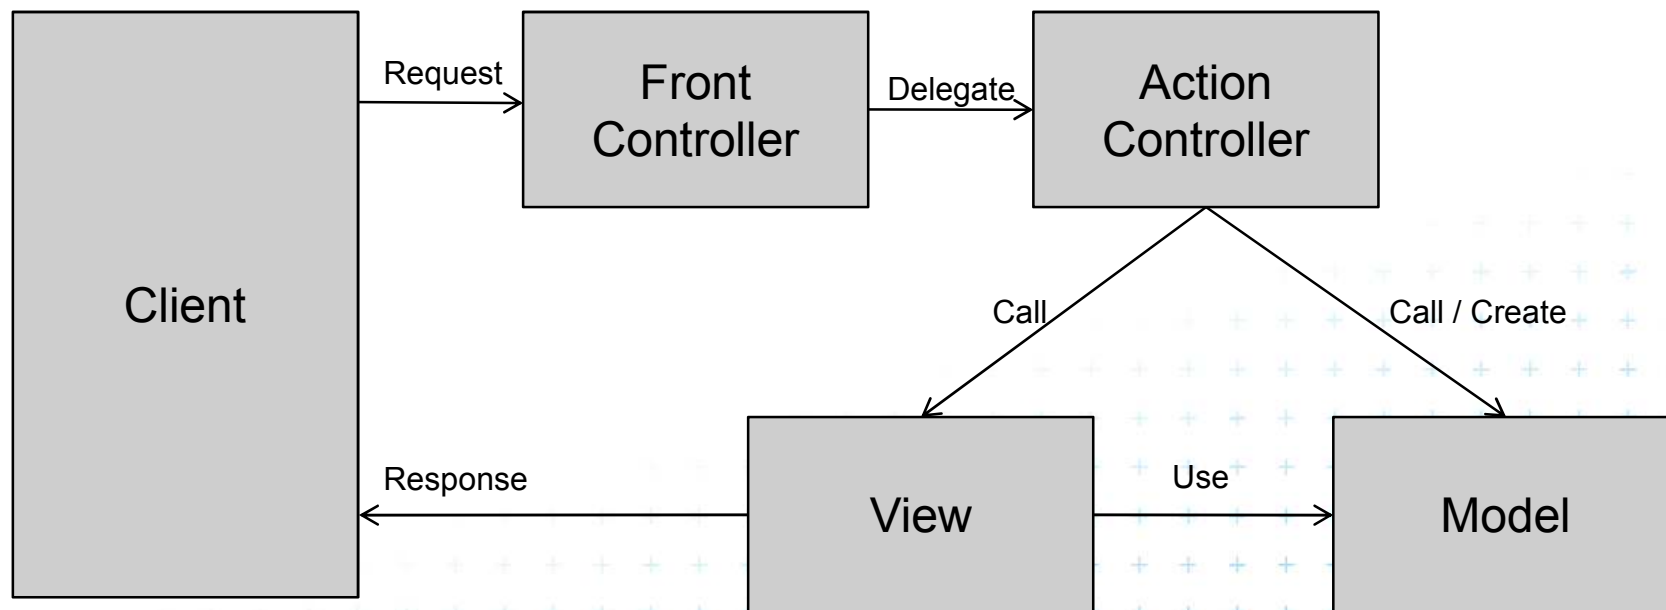 Request
Front
Controller
Delegate
Action
Controller
Client
Call
Call / Create
Response
View
Use
Model